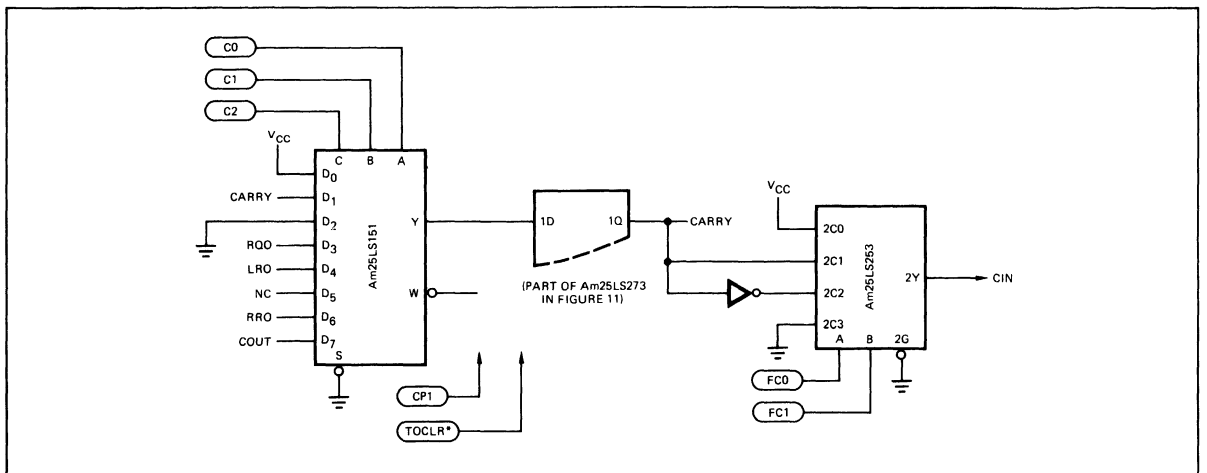 C0
C1
C2
VCC
C B A
D0
CARRY D1
D2
RQ0 D3
LRO D4
NC D5
RRO D6
COUT D7
S
Am25LS151
Y
W
1D 1Q
CARRY
(PART OF Am25LS273
IN FIGURE 11)
CP1
TOCLR*
VCC
2C0
2C1
2C2
2C3
Am25LS253
2Y
CIN
A B 2G
FC0
FC1